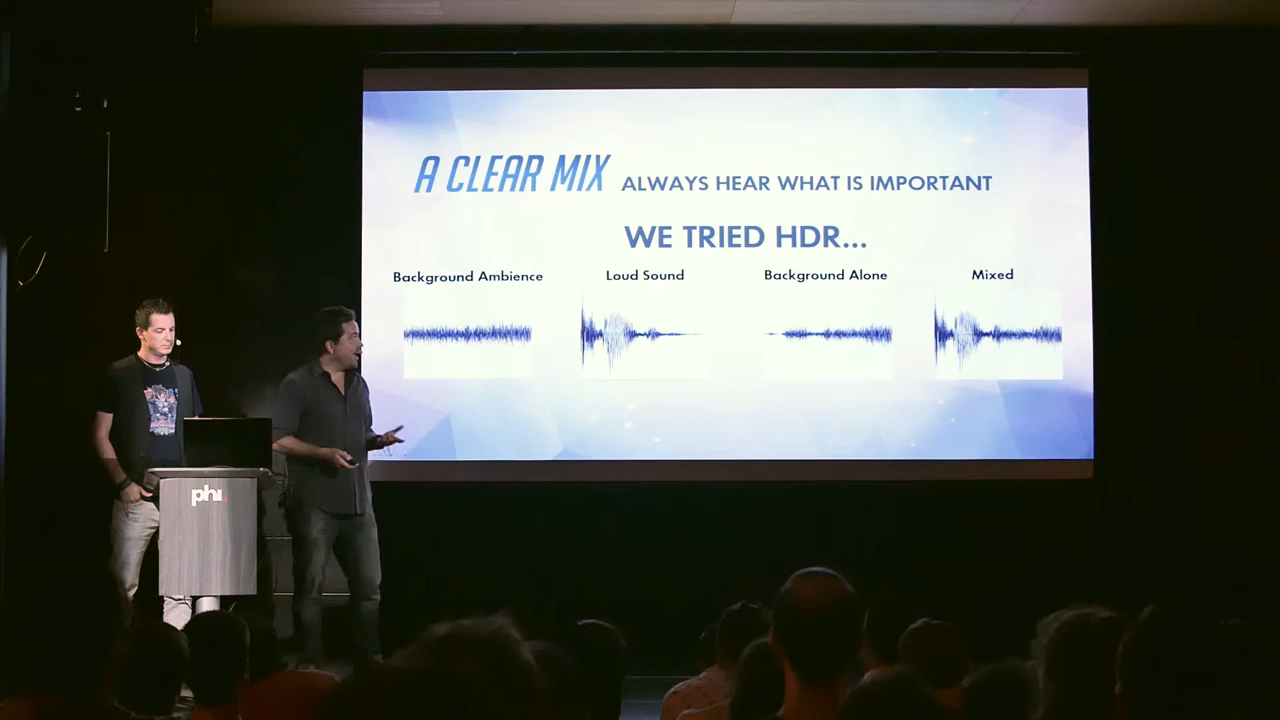 A CLEAR MIX ALWAYS HEAR WHAT IS IMPORTANT
WE TRIED HDR...
Background Ambience Loud Sound Background Alone Mixed
phi.